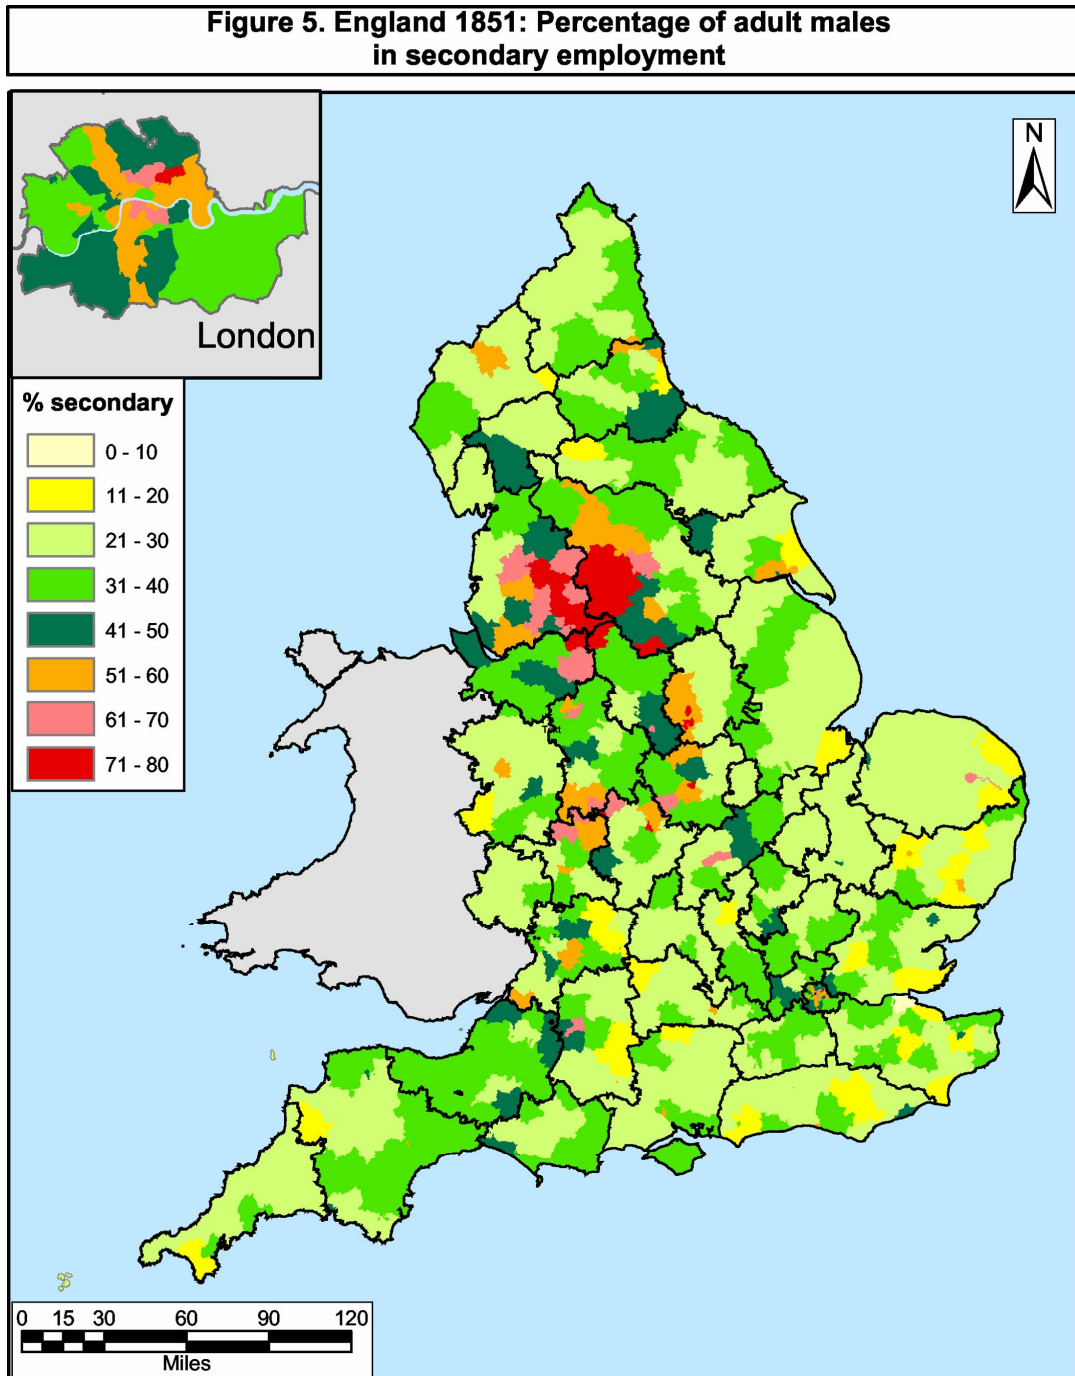 Figure 5. England 1851: Percentage of adult males
in secondary employment
N
London
% secondary
0 - 10
11 - 20
21 - 30
31 - 40
41 - 50
51 - 60
61 - 70
71 - 80
0 15 30 60 90 120
Miles